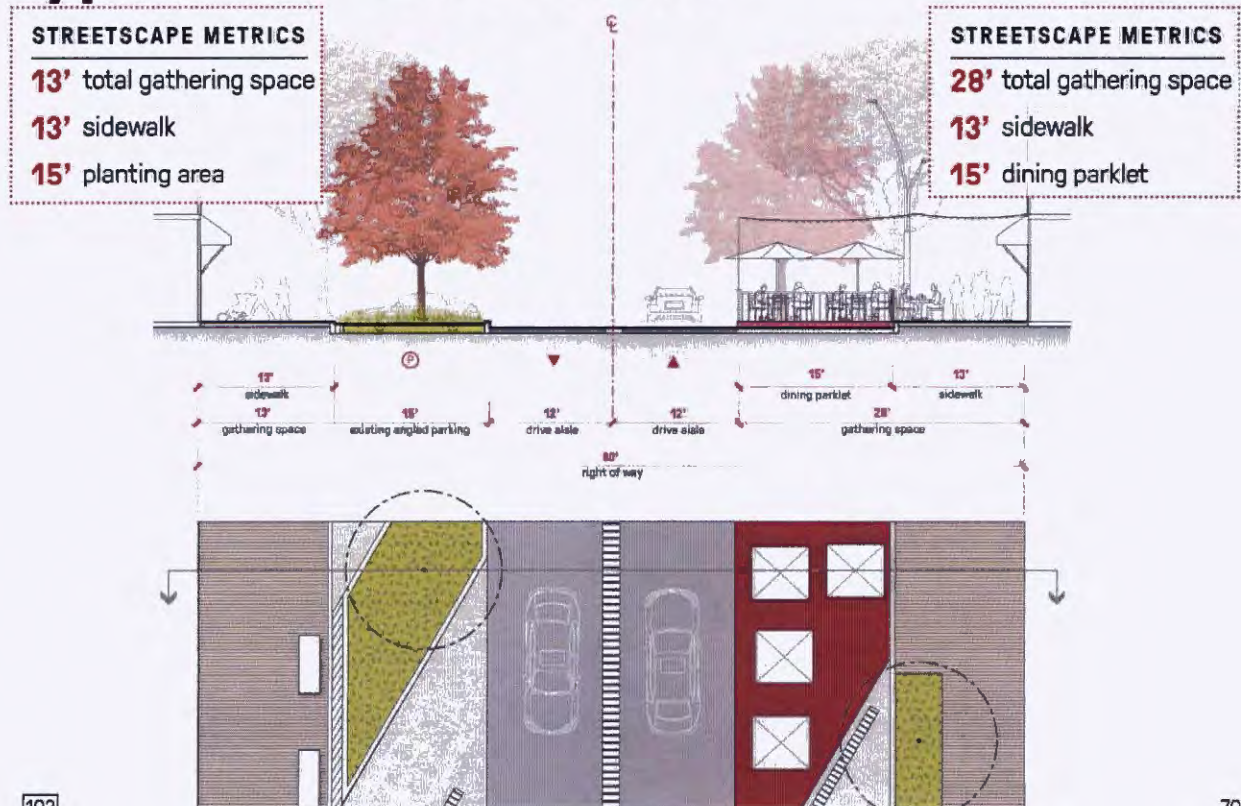 STREETSCAPE METRICS
13’ total gathering space
13’ sidewalk
15’ planting area
STREETSCAPE METRICS
28’ total gathering space
13’ sidewalk
15’ dining parklet
℄
P
13’
sidewalk
15’
dining parklet
13’
sidewalk
13’
gathering space
15’
existing angled parking
12’
drive aisle
12’
drive aisle
28’
gathering space
80’
right of way